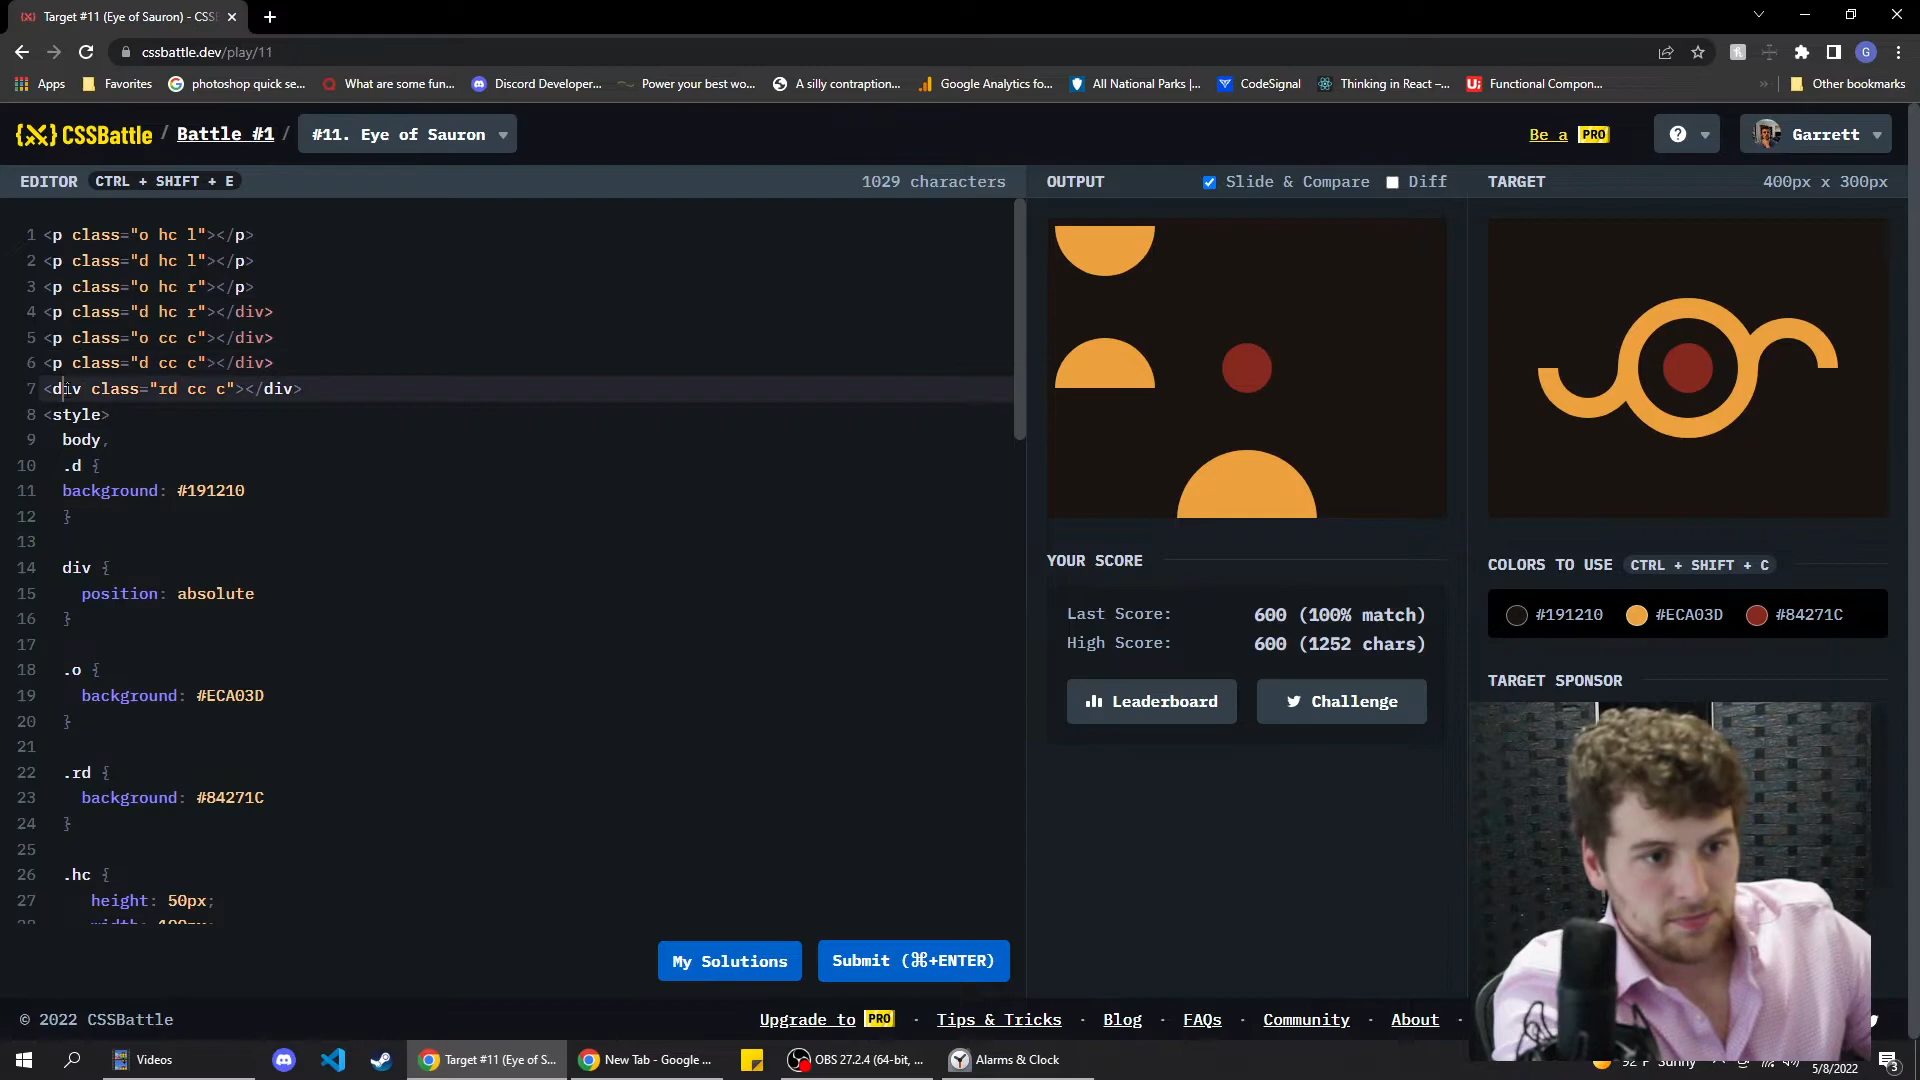 Target #11 (Eye of Sauron) - CSSB
cssbattle.dev/play/11
G
Apps
Favorites
photoshop quick se...
What are some fun...
Discord Developer...
Power your best wo...
A silly contraption...
Google Analytics fo...
All National Parks |...
CodeSignal
Thinking in React –...
Functional Compon...
»
Other bookmarks
CSSBattle / Battle #1 / #11. Eye of Sauron
Be a PRO
?
Garrett
EDITOR CTRL + SHIFT + E
1029 characters
OUTPUT
Slide & Compare
Diff
TARGET
400px x 300px
1 <p class="o hc l"></p>
2 <p class="d hc l"></p>
3 <p class="o hc r"></p>
4 <p class="d hc r"></div>
5 <p class="o cc c"></div>
6 <p class="d cc c"></div>
7 <div class="rd cc c"></div>
8 <style>
9 body,
10 .d {
11 background: #191210
12 }
13
14 div {
15 position: absolute
16 }
17
18 .o {
19 background: #ECA03D
20 }
21
22 .rd {
23 background: #84271C
24 }
25
26 .hc {
27 height: 50px;
28 width: 100px;
YOUR SCORE
Last Score: 600 (100% match)
High Score: 600 (1252 chars)
Leaderboard
Challenge
COLORS TO USE CTRL + SHIFT + C
#191210 #ECA03D #84271C
TARGET SPONSOR
My Solutions
Submit (⌘+ENTER)
© 2022 CSSBattle
Upgrade to PRO · Tips & Tricks · Blog · FAQs · Community · About ·
Videos
Target #11 (Eye of S...
New Tab - Google ...
OBS 27.2.4 (64-bit, ...
Alarms & Clock
92°F Sunny
5/8/2022
3